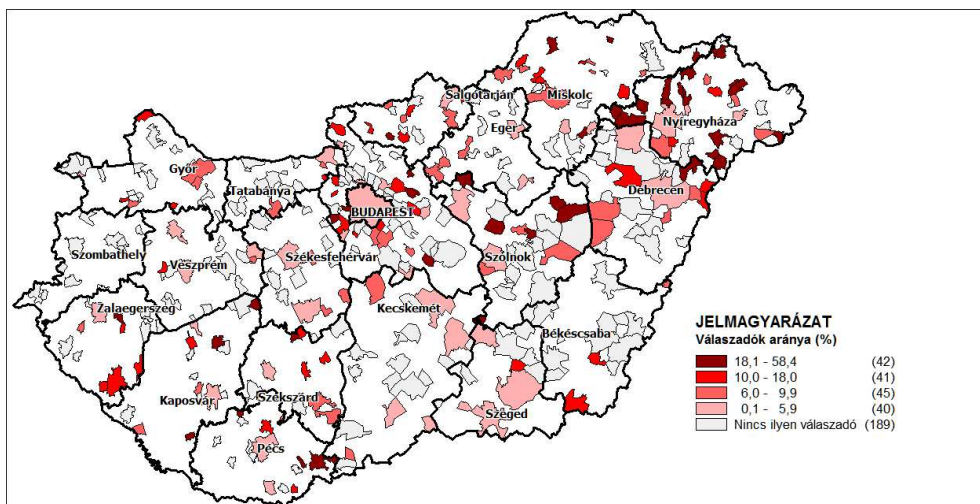 Salgótarján
Miskolc
Nyíregyháza
Eger
Győr
Tatabánya
Debrecen
BUDAPEST
Szombathely
Veszprém
Székesfehérvár
Szolnok
Zalaegerszeg
Kecskemét
Békéscsaba
Kaposvár
Szekszárd
Szeged
Pécs
JELMAGYARÁZAT
Válaszadók aránya (%)
18,1 - 58,4 (42)
10,0 - 18,0 (41)
6,0 - 9,9 (45)
0,1 - 5,9 (40)
Nincs ilyen válaszadó (189)